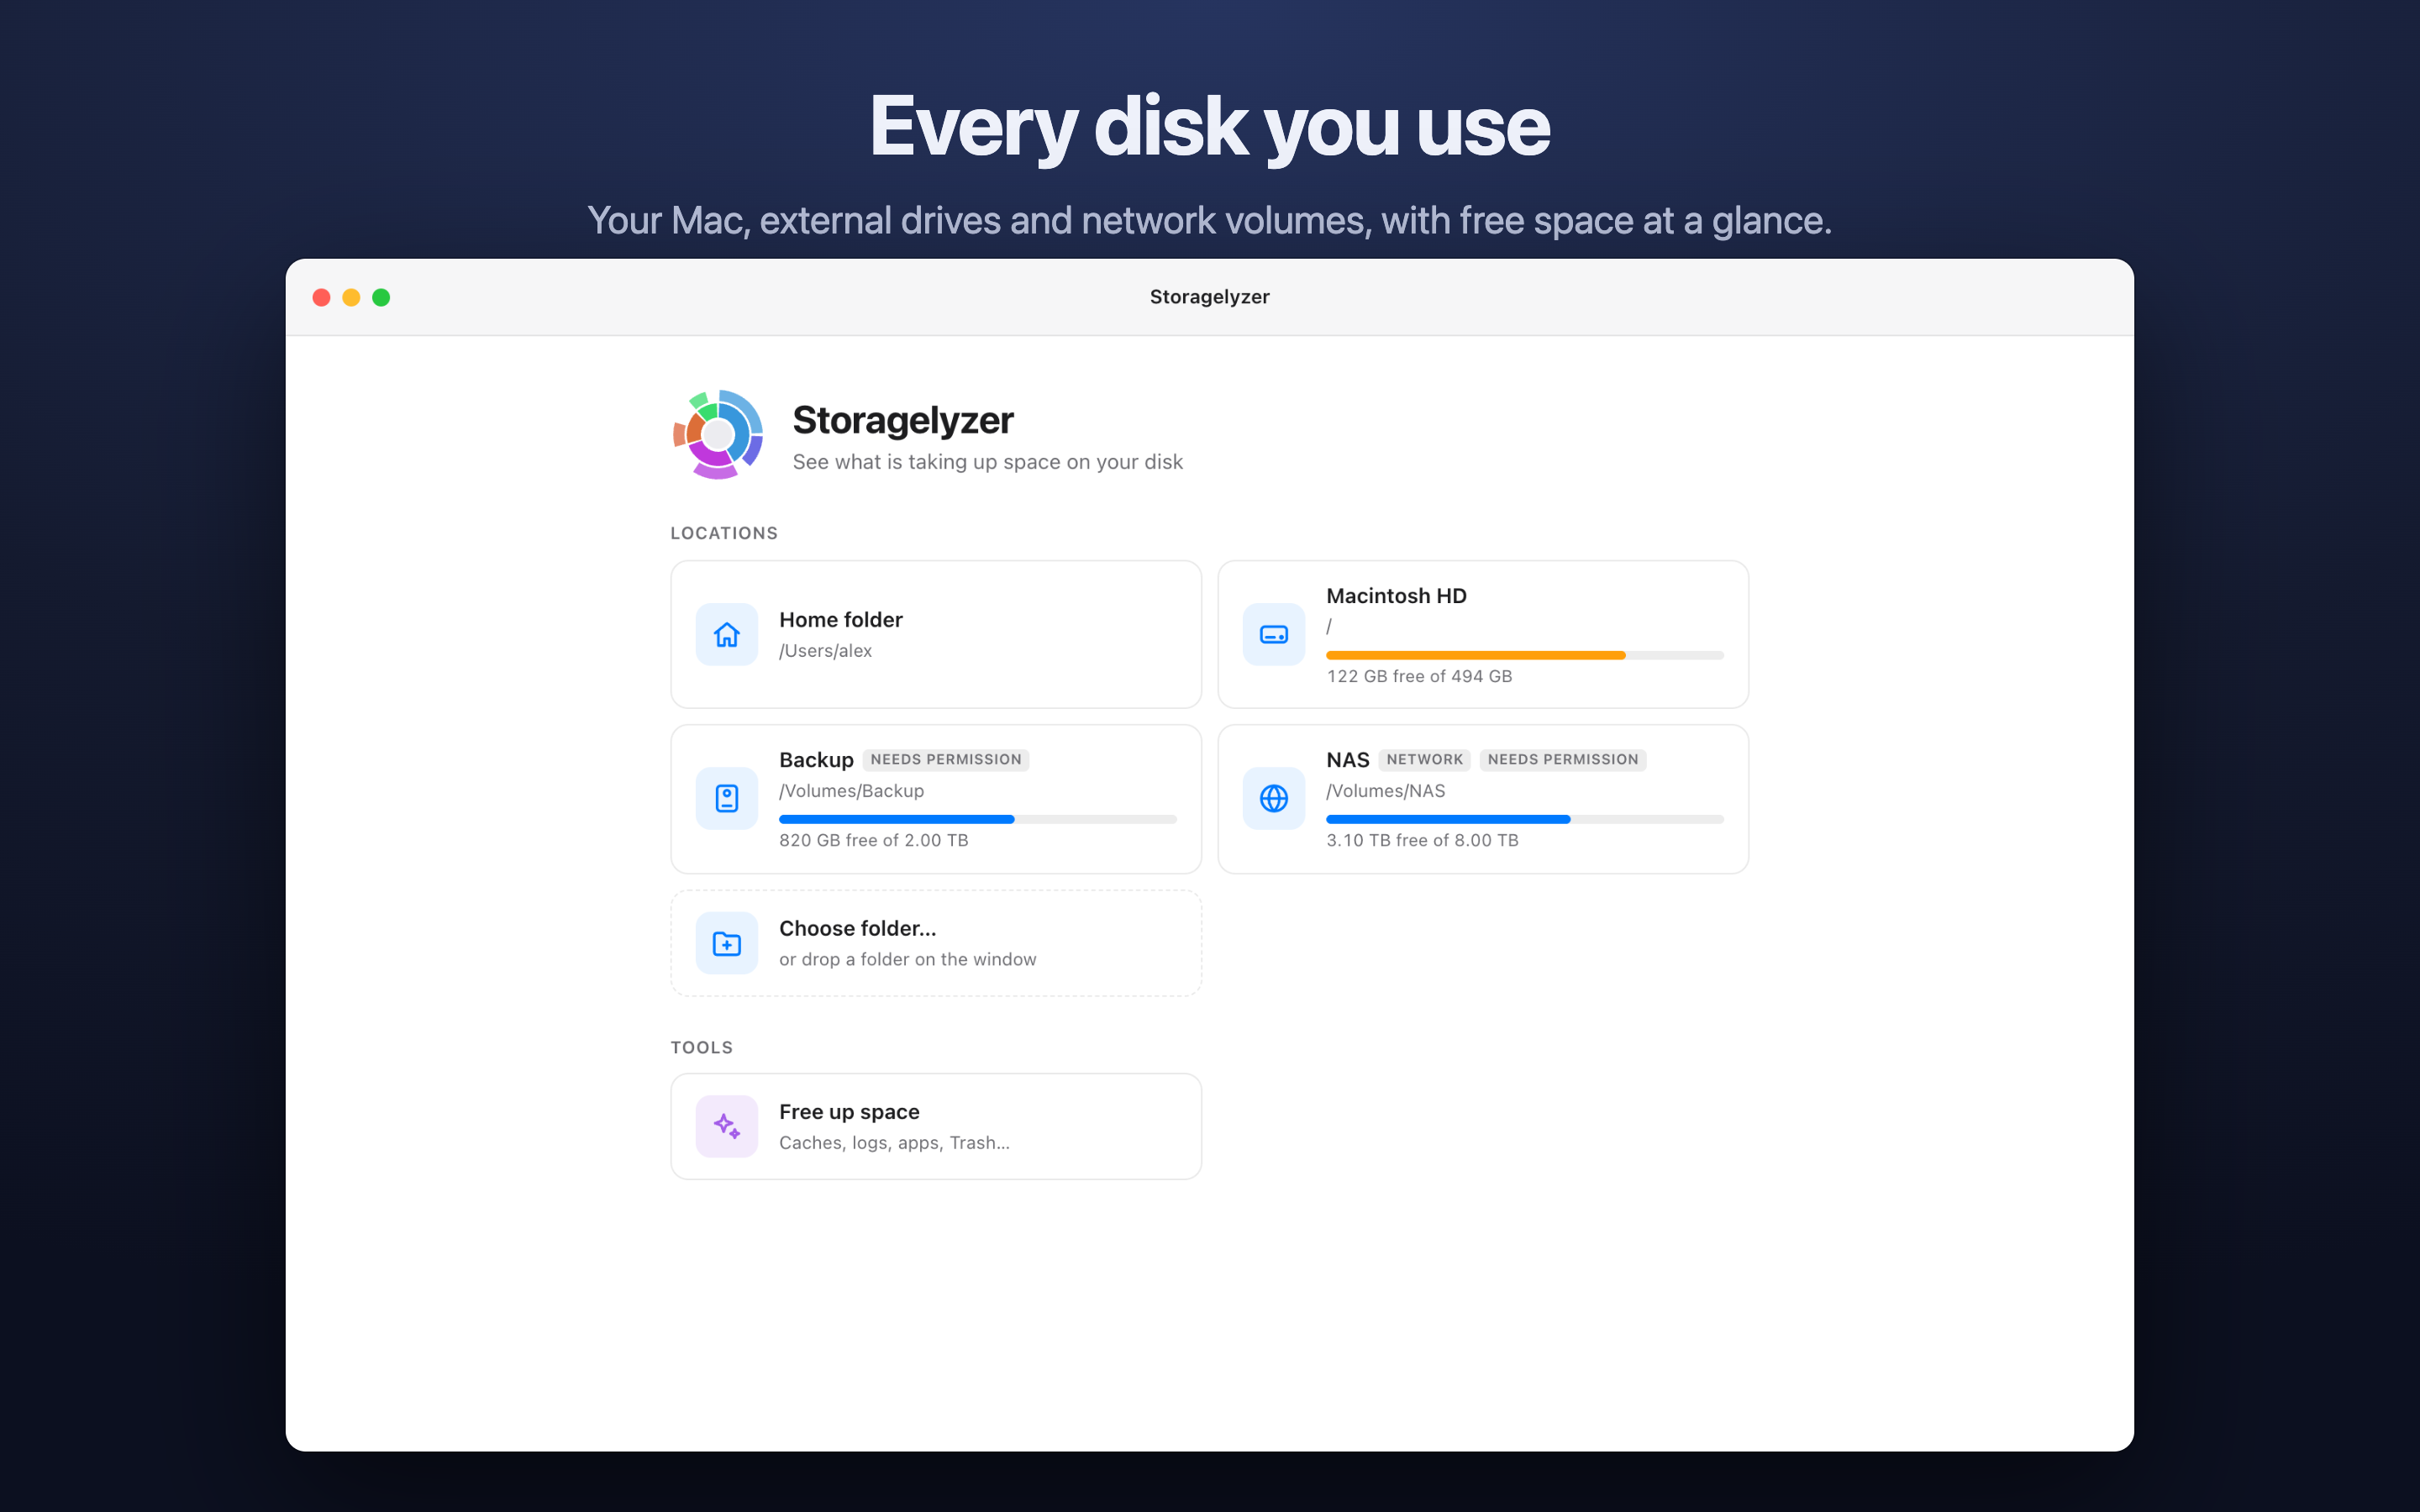 Every disk you use
Your Mac, external drives and network volumes, with free space at a glance.
Storagelyzer
Storagelyzer
See what is taking up space on your disk
LOCATIONS
Home folder
/Users/alex
Macintosh HD
/
122 GB free of 494 GB
Backup NEEDS PERMISSION
/Volumes/Backup
820 GB free of 2.00 TB
NAS NETWORK NEEDS PERMISSION
/Volumes/NAS
3.10 TB free of 8.00 TB
Choose folder...
or drop a folder on the window
TOOLS
Free up space
Caches, logs, apps, Trash...